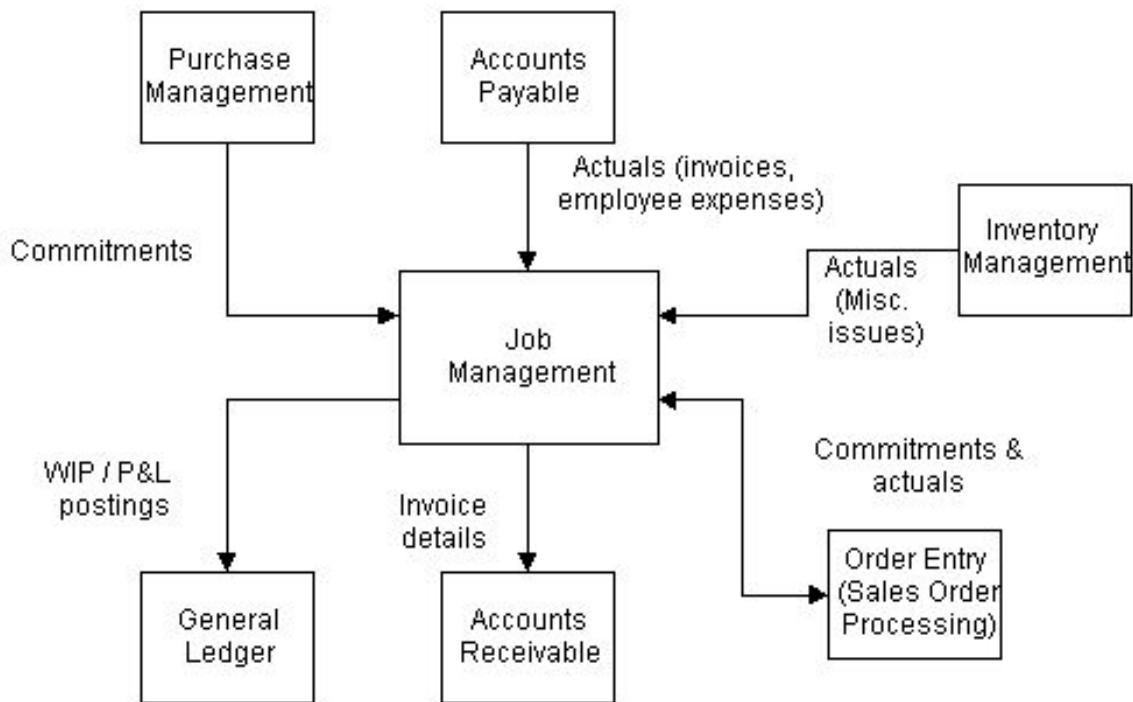 Purchase
Management
Accounts
Payable
Actuals (invoices,
employee expenses)
Inventory
Management
Commitments
Actuals
(Misc.
issues)
Job
Management
WIP / P&L
postings
Invoice
details
Commitments &
actuals
General
Ledger
Accounts
Receivable
Order Entry
(Sales Order
Processing)